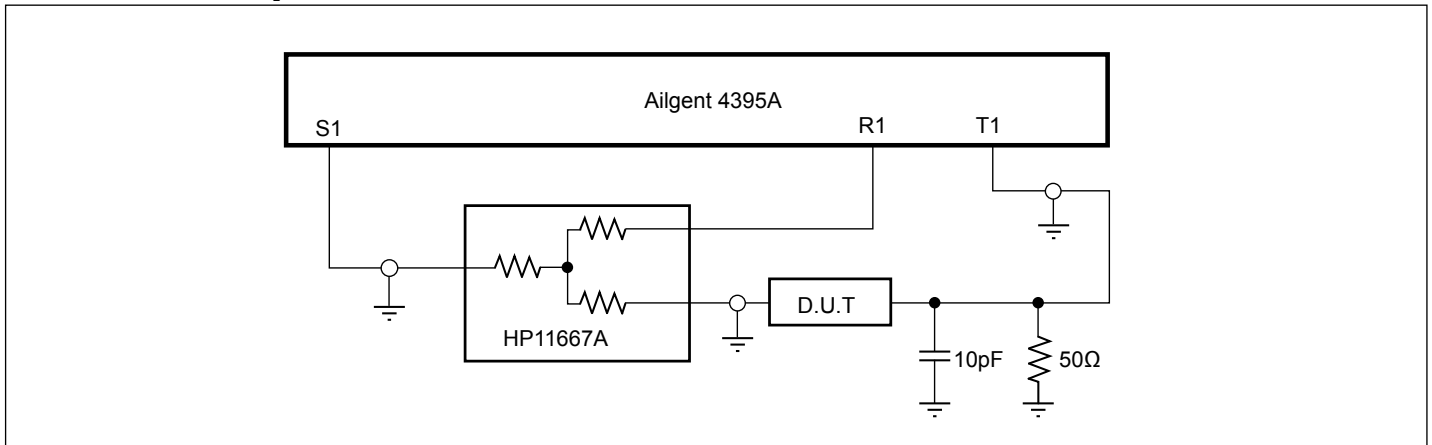 Ailgent 4395A
S1
R1
T1
HP11667A
D.U.T
10pF
50Ω